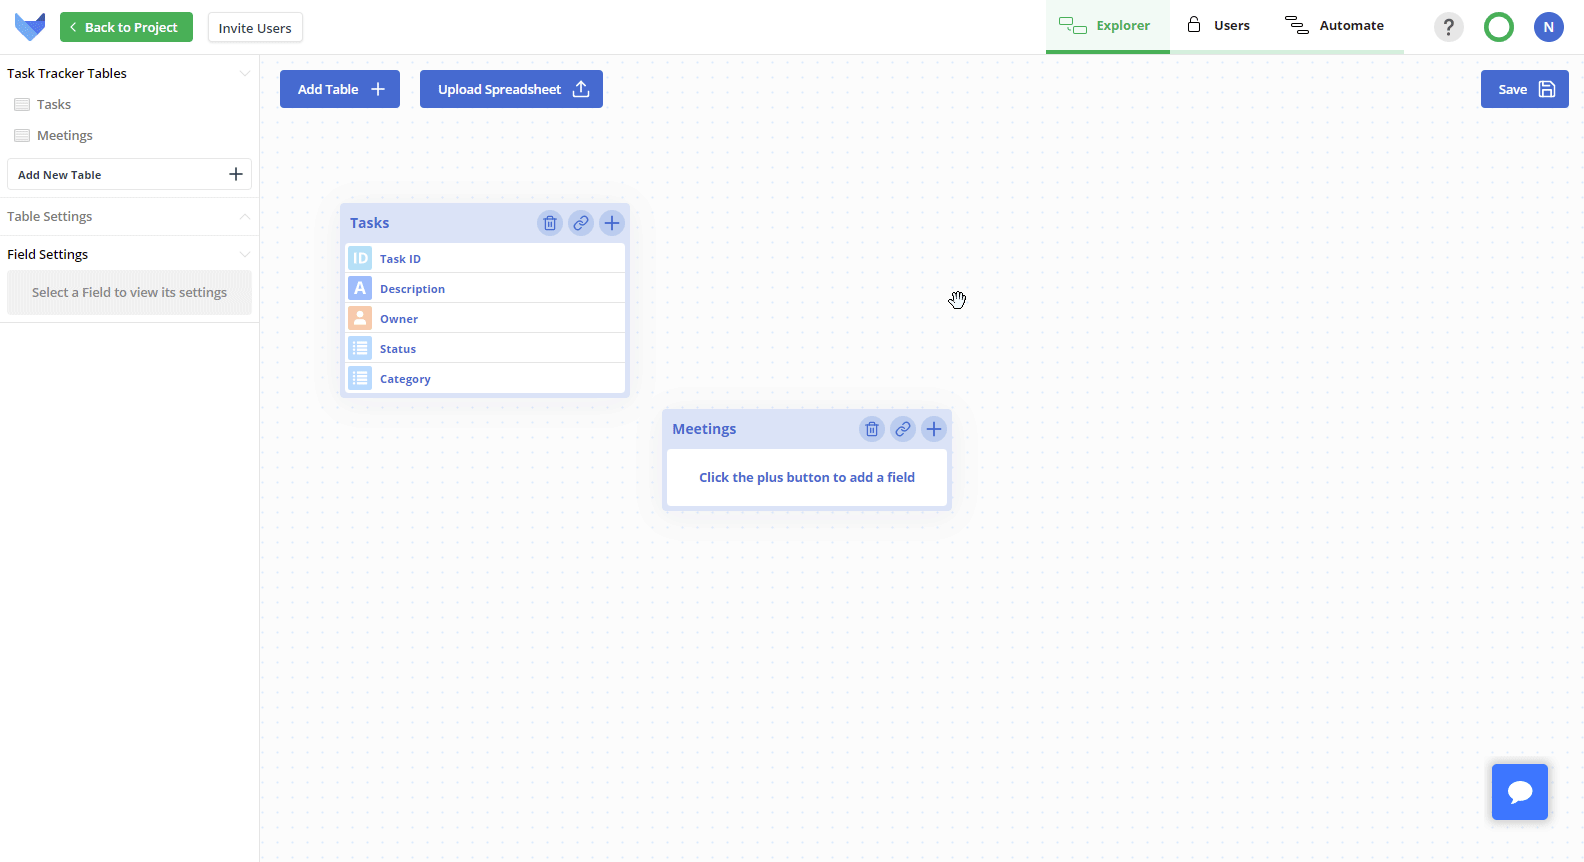 Back to Project
Invite Users
Explorer
Users
Automate
?
N
Task Tracker Tables
Tasks
Meetings
Add New Table
Table Settings
Field Settings
Select a Field to view its settings
Add Table
Upload Spreadsheet
Save
Tasks
ID Task ID
A Description
Owner
Status
Category
Meetings
Click the plus button to add a field